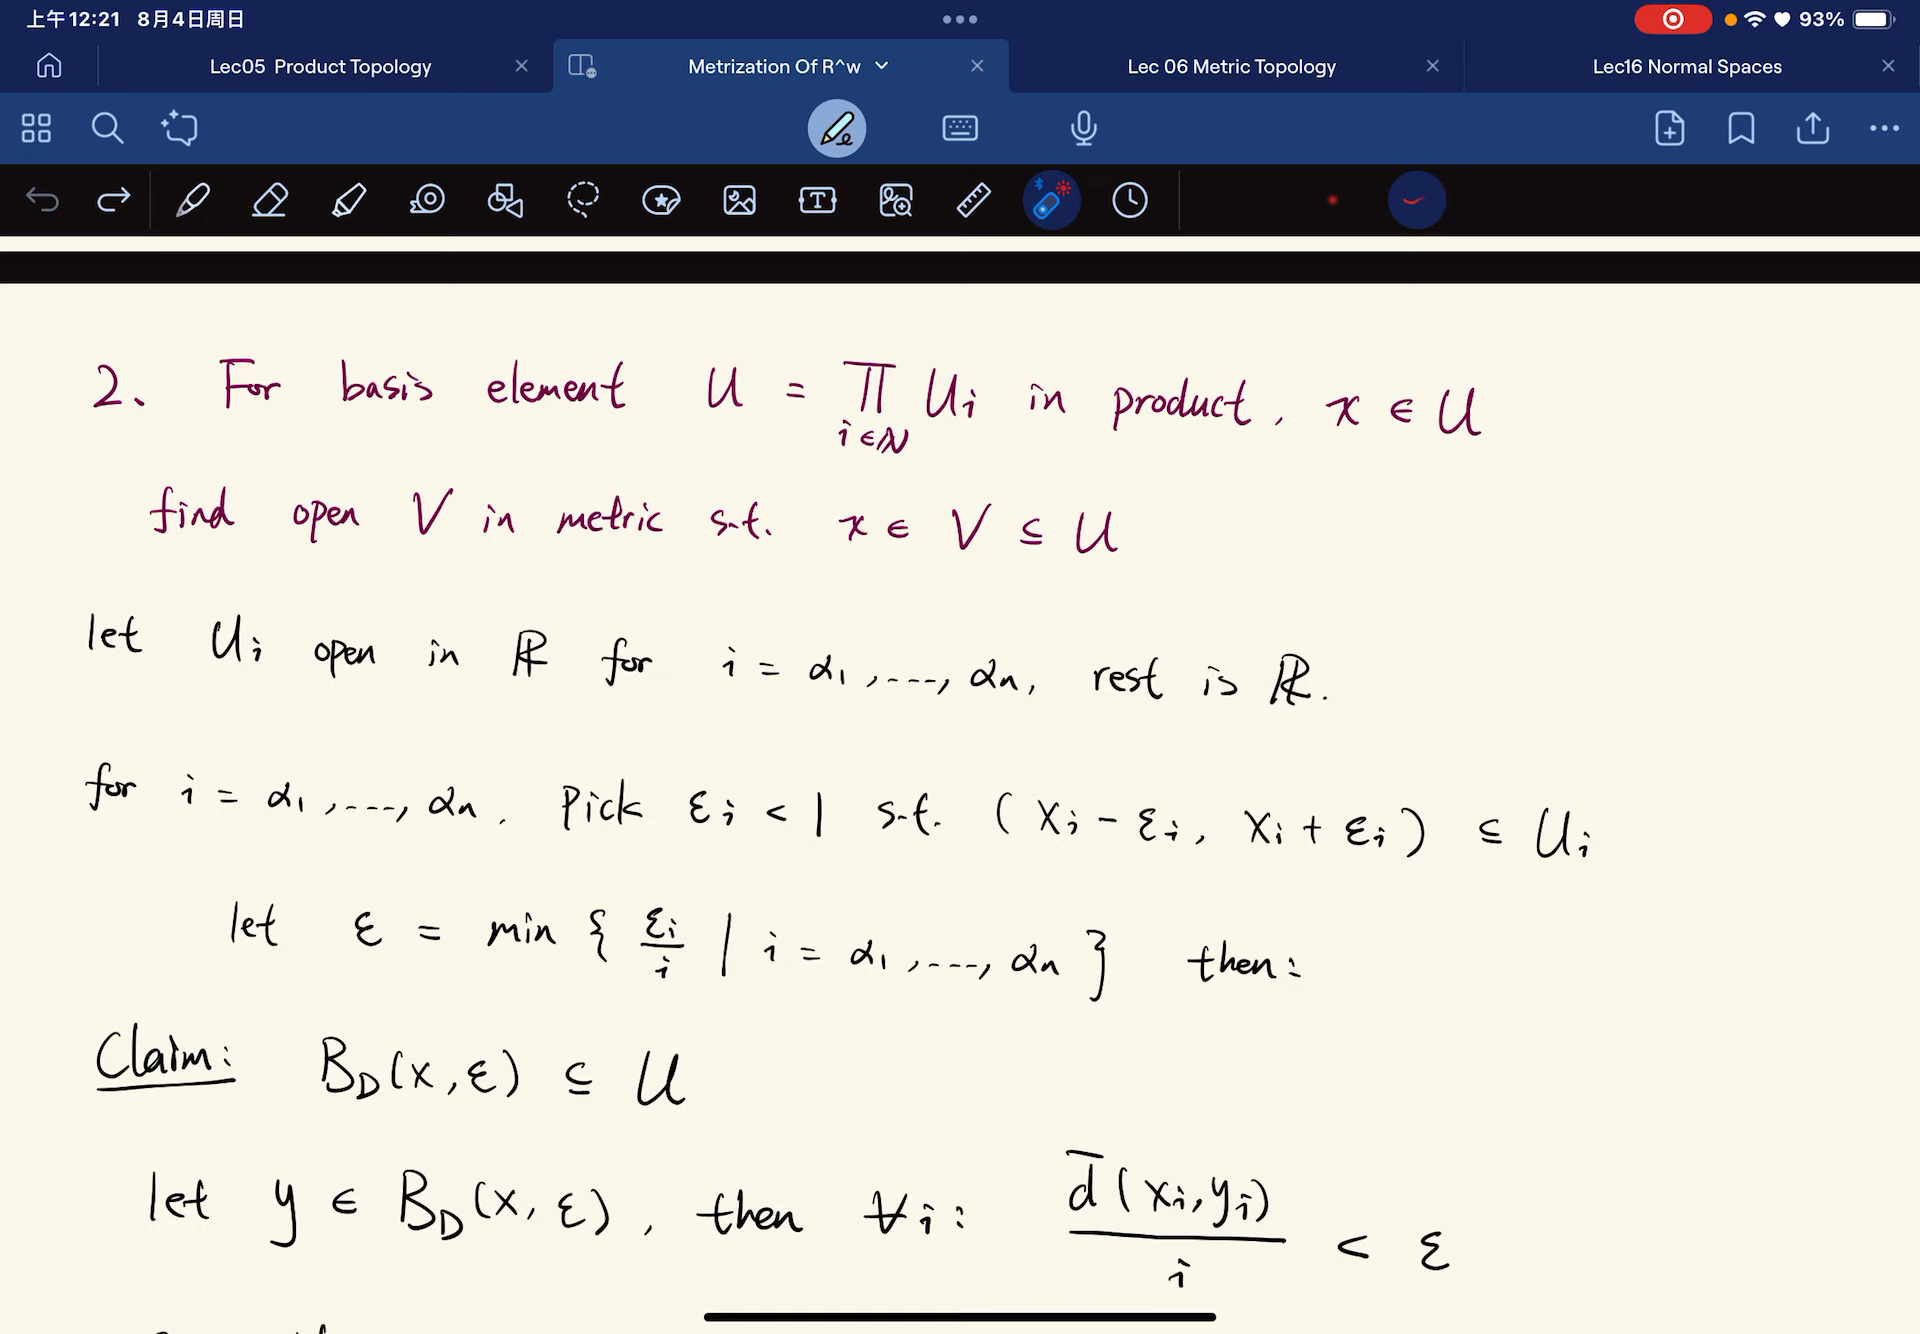 上午12:21 8月4日周日
93%
Lec05 Product Topology
Metrization Of R^w
Lec 06 Metric Topology
Lec16 Normal Spaces
2. For basis element U = ∏_{i∈ℕ} U_i in product, x ∈ U
find open V in metric s.t. x ∈ V ⊆ U
let U_i open in ℝ for i = α_1, ..., α_n, rest is ℝ.
for i = α_1, ..., α_n. Pick ε_i < 1 s.t. (x_i - ε_i, x_i + ε_i) ⊆ U_i
let ε = min { ε_i/i | i = α_1, ..., α_n } then:
Claim: B_D(x, ε) ⊆ U
let y ∈ B_D(x, ε), then ∀i: d̄(x_i, y_i)/i < ε